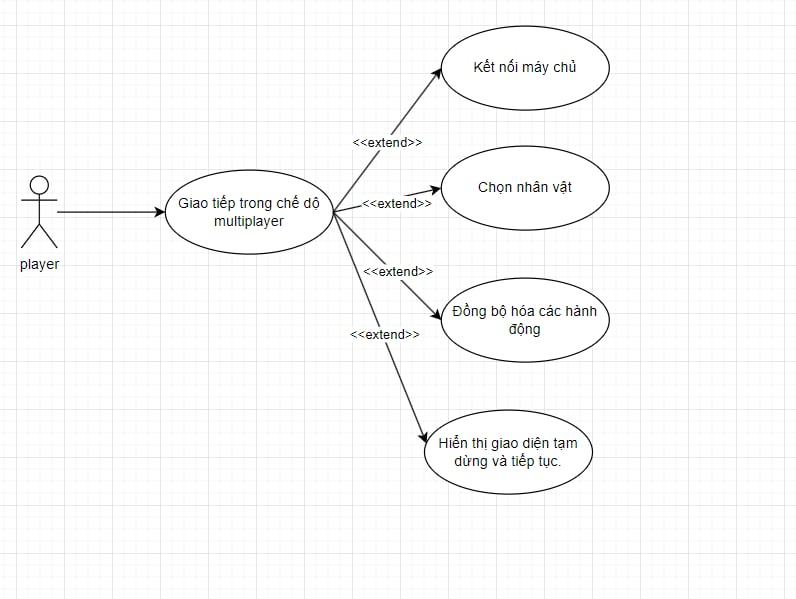 Kết nối máy chủ
<<extend>>
Chọn nhân vật
Giao tiếp trong chế dộ
multiplayer
<<extend>>
player
<<extend>>
Đồng bộ hóa các hành
động
<<extend>>
Hiển thị giao diện tạm
dừng và tiếp tục.